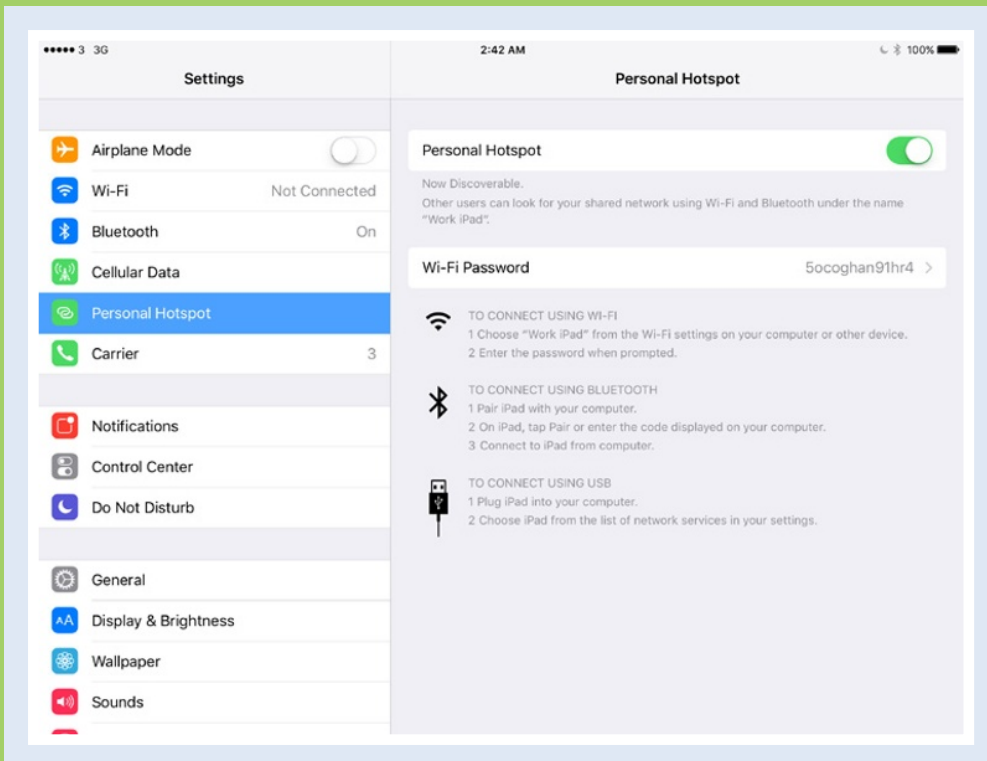 3 3G
2:42 AM
100%
Settings
Personal Hotspot
Airplane Mode
Wi-Fi Not Connected
Bluetooth On
Cellular Data
Personal Hotspot
Carrier 3
Notifications
Control Center
Do Not Disturb
General
Display & Brightness
Wallpaper
Sounds
Personal Hotspot
Now Discoverable.
Other users can look for your shared network using Wi-Fi and Bluetooth under the name
"Work iPad".
Wi-Fi Password 5ocoghan91hr4
TO CONNECT USING WI-FI
1 Choose "Work iPad" from the Wi-Fi settings on your computer or other device.
2 Enter the password when prompted.
TO CONNECT USING BLUETOOTH
1 Pair iPad with your computer.
2 On iPad, tap Pair or enter the code displayed on your computer.
3 Connect to iPad from computer.
TO CONNECT USING USB
1 Plug iPad into your computer.
2 Choose iPad from the list of network services in your settings.